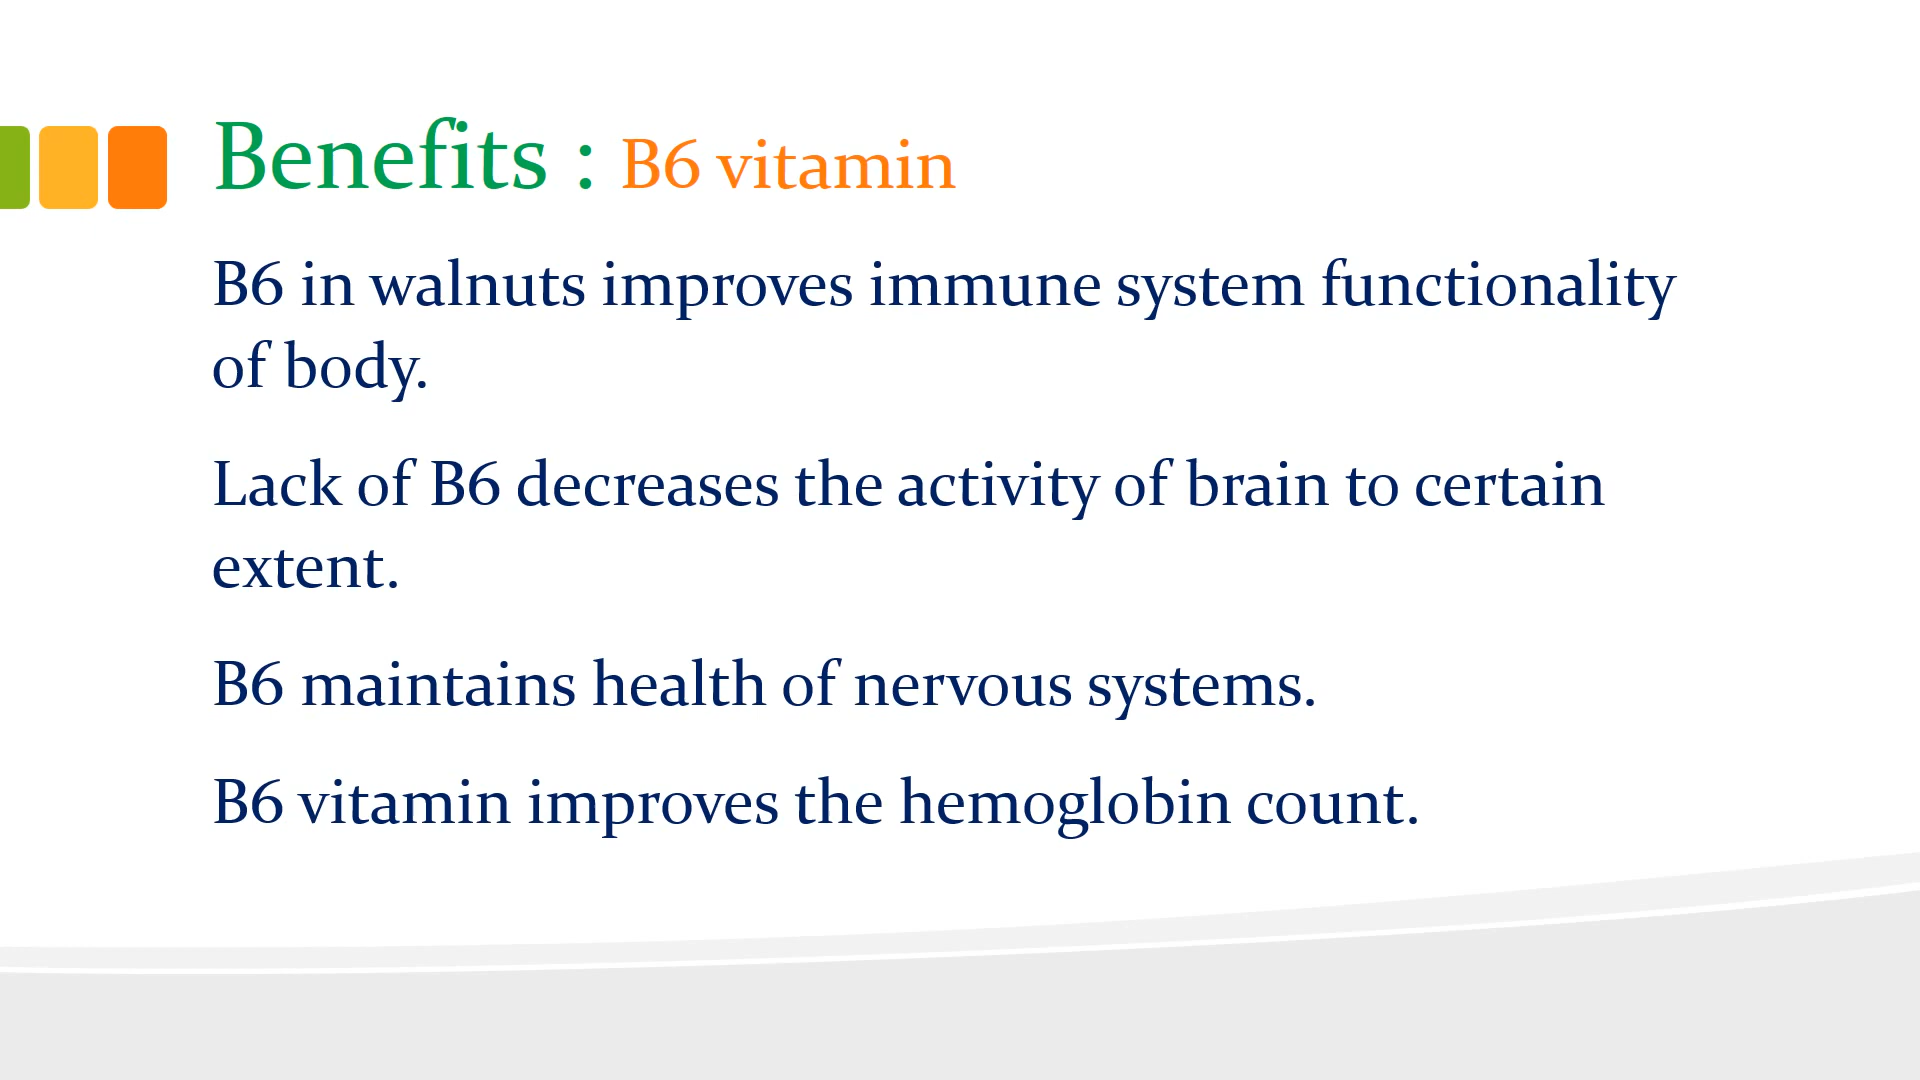 Benefits : B6 vitamin
B6 in walnuts improves immune system functionality
of body.
Lack of B6 decreases the activity of brain to certain
extent.
B6 maintains health of nervous systems.
B6 vitamin improves the hemoglobin count.